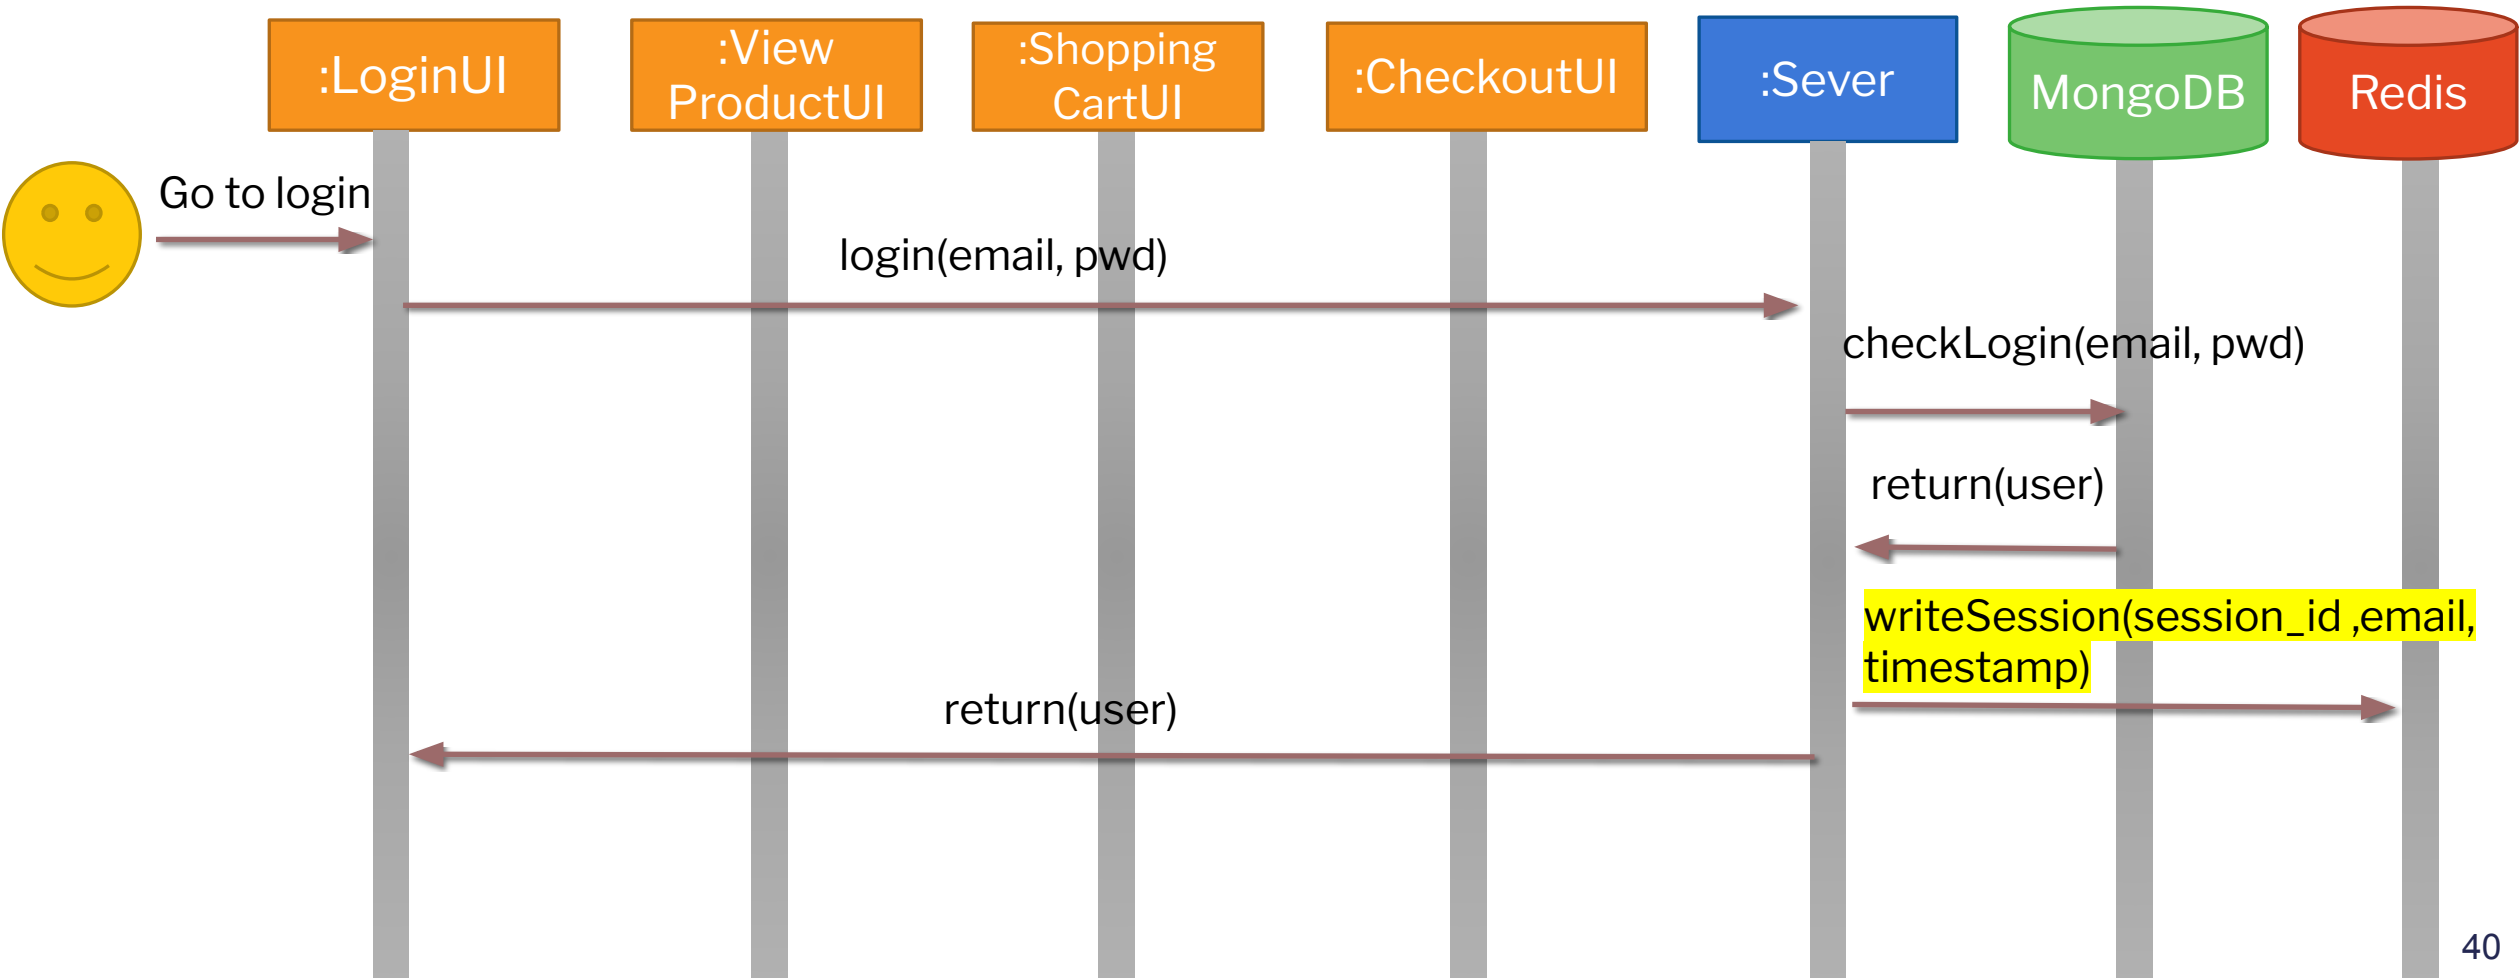 :LoginUI
:View
ProductUI
:Shopping
CartUI
:CheckoutUI
:Sever
MongoDB
Redis
Go to login
login(email, pwd)
checkLogin(email, pwd)
return(user)
writeSession(session_id ,email,
timestamp)
return(user)
40